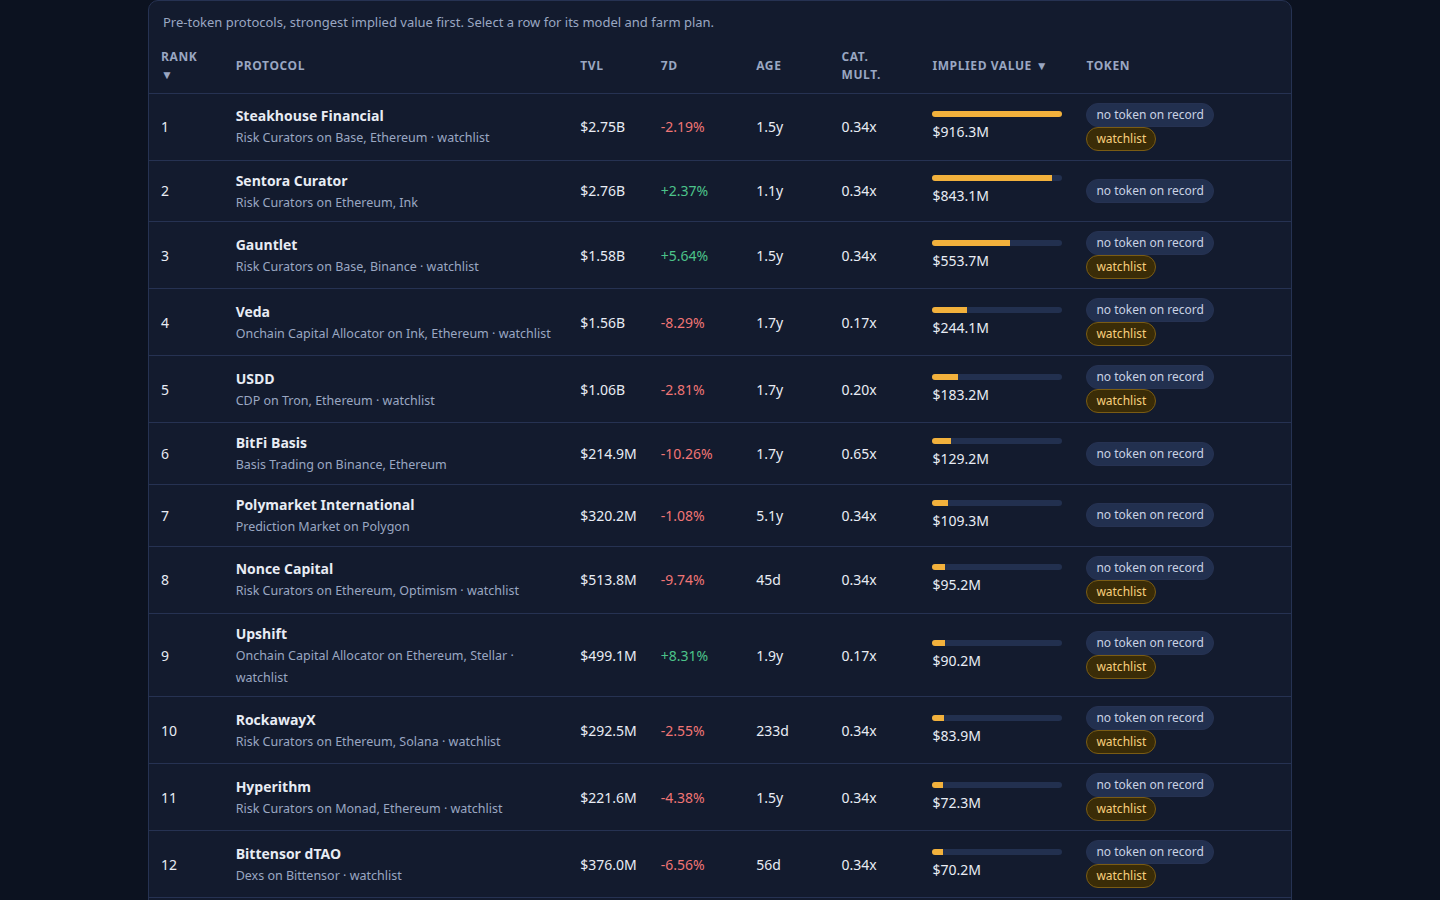 Pre-token protocols, strongest implied value first. Select a row for its model and farm plan.
RANK ▼ PROTOCOL TVL 7D AGE CAT. MULT. IMPLIED VALUE ▼ TOKEN
1 Steakhouse Financial $2.75B -2.19% 1.5y 0.34x $916.3M no token on record
Risk Curators on Base, Ethereum · watchlist watchlist
2 Sentora Curator $2.76B +2.37% 1.1y 0.34x $843.1M no token on record
Risk Curators on Ethereum, Ink
3 Gauntlet $1.58B +5.64% 1.5y 0.34x $553.7M no token on record
Risk Curators on Base, Binance · watchlist watchlist
4 Veda $1.56B -8.29% 1.7y 0.17x $244.1M no token on record
Onchain Capital Allocator on Ink, Ethereum · watchlist watchlist
5 USDD $1.06B -2.81% 1.7y 0.20x $183.2M no token on record
CDP on Tron, Ethereum · watchlist watchlist
6 BitFi Basis $214.9M -10.26% 1.7y 0.65x $129.2M no token on record
Basis Trading on Binance, Ethereum
7 Polymarket International $320.2M -1.08% 5.1y 0.34x $109.3M no token on record
Prediction Market on Polygon
8 Nonce Capital $513.8M -9.74% 45d 0.34x $95.2M no token on record
Risk Curators on Ethereum, Optimism · watchlist watchlist
9 Upshift $499.1M +8.31% 1.9y 0.17x $90.2M no token on record
Onchain Capital Allocator on Ethereum, Stellar · watchlist
watchlist
10 RockawayX $292.5M -2.55% 233d 0.34x $83.9M no token on record
Risk Curators on Ethereum, Solana · watchlist watchlist
11 Hyperithm $221.6M -4.38% 1.5y 0.34x $72.3M no token on record
Risk Curators on Monad, Ethereum · watchlist watchlist
12 Bittensor dTAO $376.0M -6.56% 56d 0.34x $70.2M no token on record
Dexs on Bittensor · watchlist watchlist